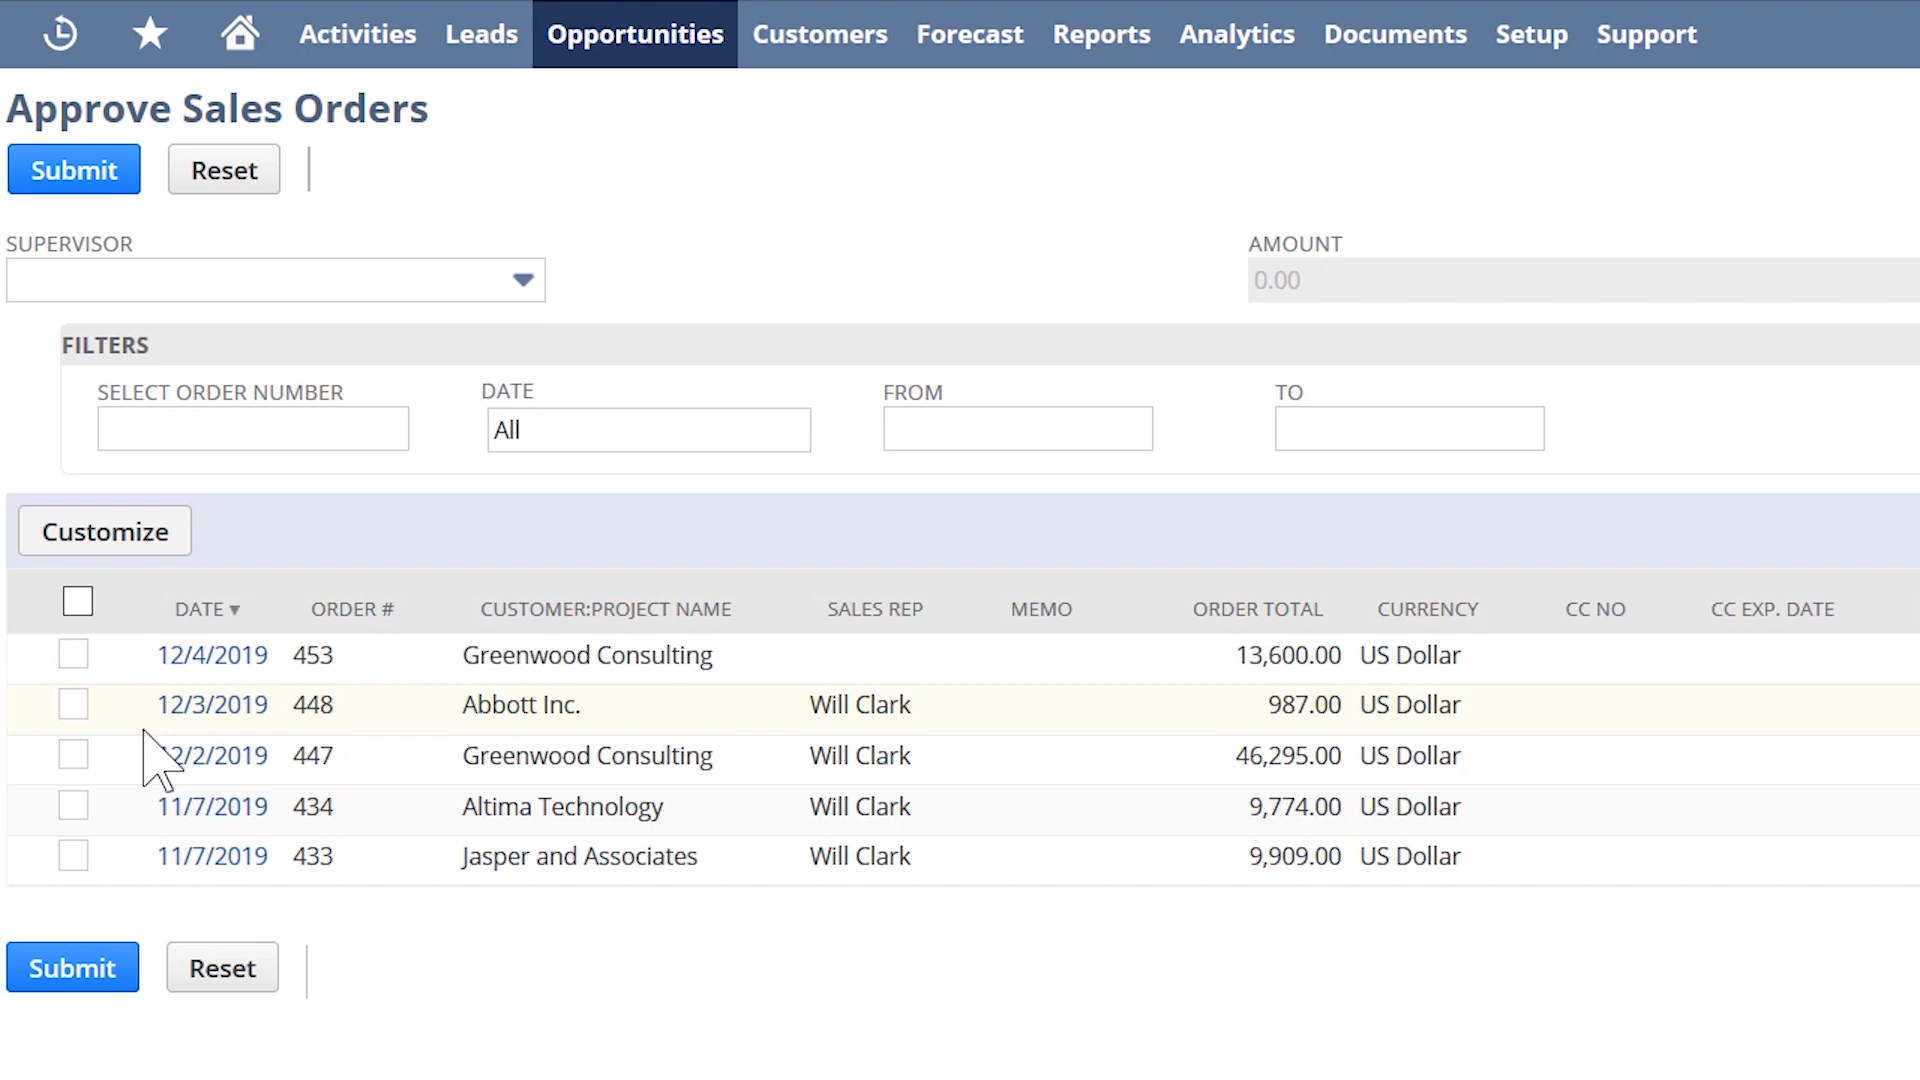 Activities Leads Opportunities Customers Forecast Reports Analytics Documents Setup Support
Approve Sales Orders
Submit Reset
SUPERVISOR AMOUNT
0.00
FILTERS
SELECT ORDER NUMBER DATE FROM TO
All
Customize
DATE ▼ ORDER # CUSTOMER:PROJECT NAME SALES REP MEMO ORDER TOTAL CURRENCY CC NO CC EXP. DATE
12/4/2019 453 Greenwood Consulting 13,600.00 US Dollar
12/3/2019 448 Abbott Inc. Will Clark 987.00 US Dollar
2/2/2019 447 Greenwood Consulting Will Clark 46,295.00 US Dollar
11/7/2019 434 Altima Technology Will Clark 9,774.00 US Dollar
11/7/2019 433 Jasper and Associates Will Clark 9,909.00 US Dollar
Submit Reset